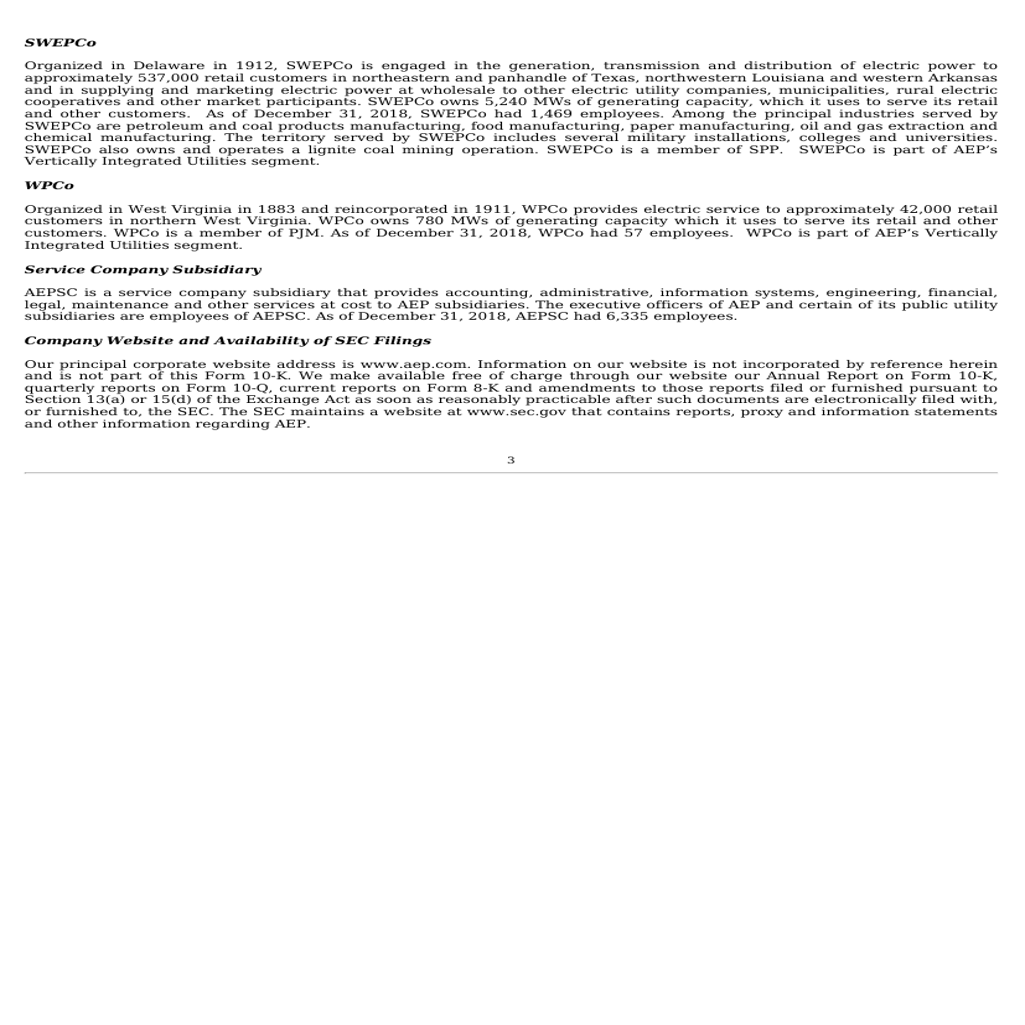 SWEPCo
Organized in Delaware in 1912, SWEPCo is engaged in the generation, transmission and distribution of electric power to
approximately 537,000 retail customers in northeastern and panhandle of Texas, northwestern Louisiana and western Arkansas
and in supplying and marketing electric power at wholesale to other electric utility companies, municipalities, rural electric
cooperatives and other market participants. SWEPCo owns 5,240 MWs of generating capacity, which it uses to serve its retail
and other customers.  As of December 31, 2018, SWEPCo had 1,469 employees. Among the principal industries served by
SWEPCo are petroleum and coal products manufacturing, food manufacturing, paper manufacturing, oil and gas extraction and
chemical manufacturing. The territory served by SWEPCo includes several military installations, colleges and universities.
SWEPCo also owns and operates a lignite coal mining operation. SWEPCo is a member of SPP.  SWEPCo is part of AEP’s
Vertically Integrated Utilities segment.
WPCo
Organized in West Virginia in 1883 and reincorporated in 1911, WPCo provides electric service to approximately 42,000 retail
customers in northern West Virginia. WPCo owns 780 MWs of generating capacity which it uses to serve its retail and other
customers. WPCo is a member of PJM. As of December 31, 2018, WPCo had 57 employees.  WPCo is part of AEP’s Vertically
Integrated Utilities segment.
Service Company Subsidiary
AEPSC is a service company subsidiary that provides accounting, administrative, information systems, engineering, financial,
legal, maintenance and other services at cost to AEP subsidiaries. The executive officers of AEP and certain of its public utility
subsidiaries are employees of AEPSC. As of December 31, 2018, AEPSC had 6,335 employees.
Company Website and Availability of SEC Filings
Our principal corporate website address is www.aep.com. Information on our website is not incorporated by reference herein
and is not part of this Form 10-K. We make available free of charge through our website our Annual Report on Form 10-K,
quarterly reports on Form 10-Q, current reports on Form 8-K and amendments to those reports filed or furnished pursuant to
Section 13(a) or 15(d) of the Exchange Act as soon as reasonably practicable after such documents are electronically filed with,
or furnished to, the SEC. The SEC maintains a website at www.sec.gov that contains reports, proxy and information statements
and other information regarding AEP.
3